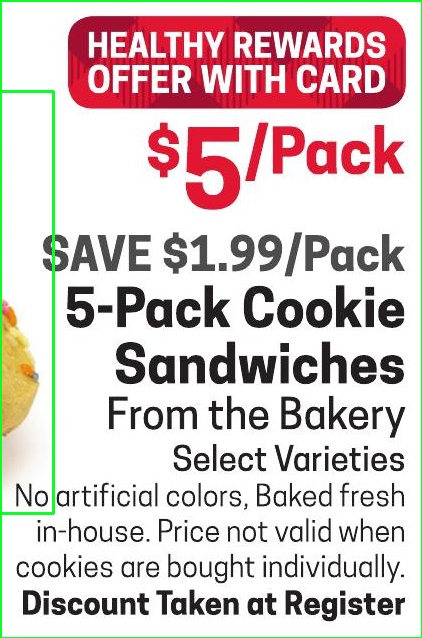 HEALTHY REWARDS
OFFER WITH CARD
$5/Pack
SAVE $1.99/Pack
5-Pack Cookie
Sandwiches
From the Bakery
Select Varieties
No artificial colors, Baked fresh
in-house. Price not valid when
cookies are bought individually.
Discount Taken at Register